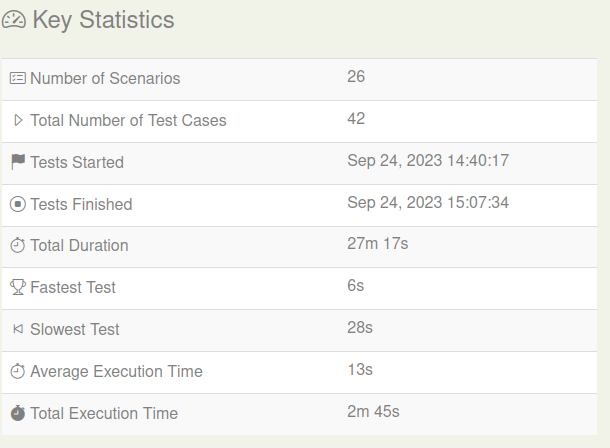 Key Statistics
Number of Scenarios 26
Total Number of Test Cases 42
Tests Started Sep 24, 2023 14:40:17
Tests Finished Sep 24, 2023 15:07:34
Total Duration 27m 17s
Fastest Test 6s
Slowest Test 28s
Average Execution Time 13s
Total Execution Time 2m 45s